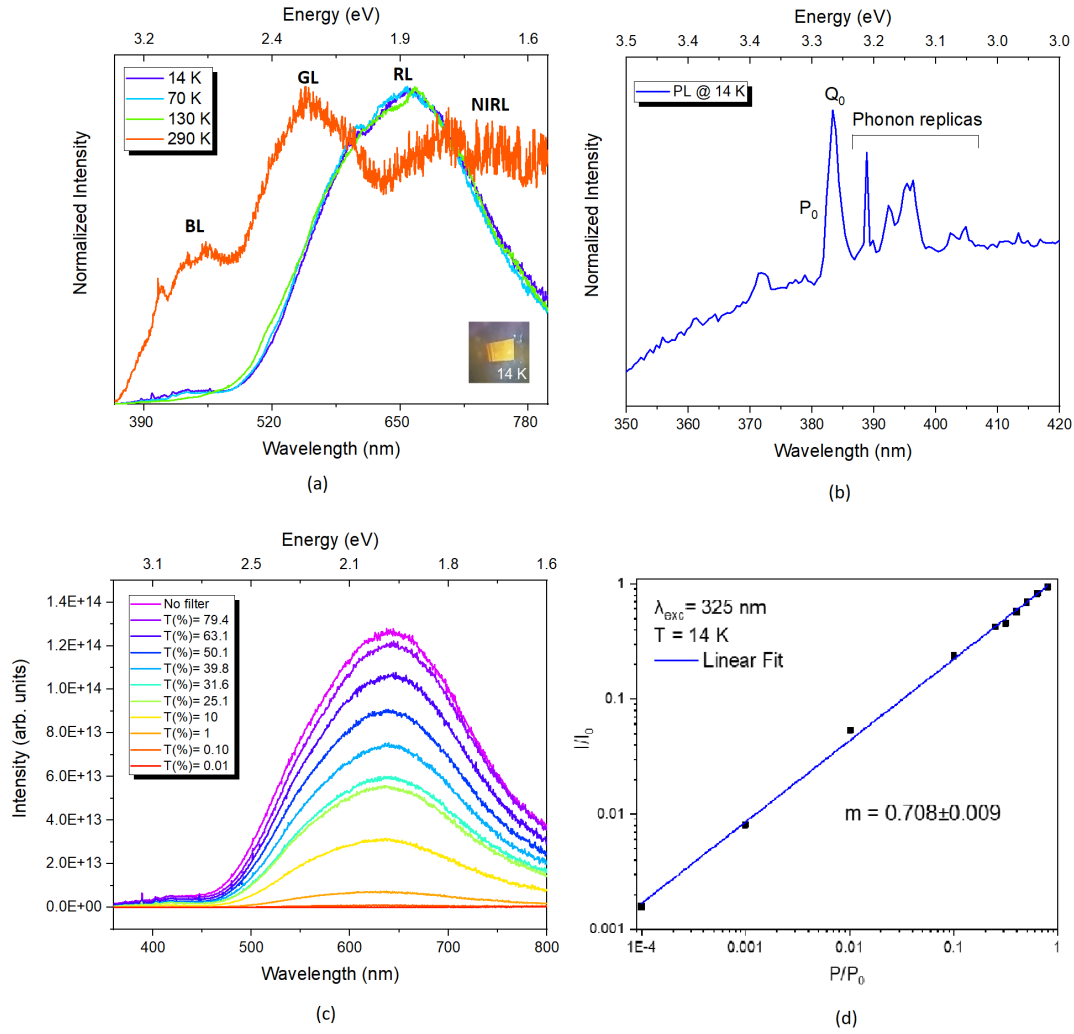 Energy (eV)
3.2 2.4 1.9 1.6
14 K
70 K
130 K
290 K
GL
RL
NIRL
BL
14 K
Normalized Intensity
390 520 650 780
Wavelength (nm)
(a)
Energy (eV)
3.5 3.4 3.4 3.3 3.2 3.2 3.1 3.0 3.0
PL @ 14 K
Q0
Phonon replicas
P0
Normalized Intensity
350 360 370 380 390 400 410 420
Wavelength (nm)
(b)
Energy (eV)
3.1 2.5 2.1 1.8 1.6
No filter
T(%)= 79.4
T(%)= 63.1
T(%)= 50.1
T(%)= 39.8
T(%)= 31.6
T(%)= 25.1
T(%)= 10
T(%)= 1
T(%)= 0.10
T(%)= 0.01
1.4E+14
1.2E+14
1.0E+14
8.0E+13
6.0E+13
4.0E+13
2.0E+13
0.0E+00
Intensity (arb. units)
400 500 600 700 800
Wavelength (nm)
(c)
1
0.1
0.01
0.001
I/I0
λexc= 325 nm
T = 14 K
Linear Fit
m = 0.708±0.009
1E-4 0.001 0.01 0.1 1
P/P0
(d)